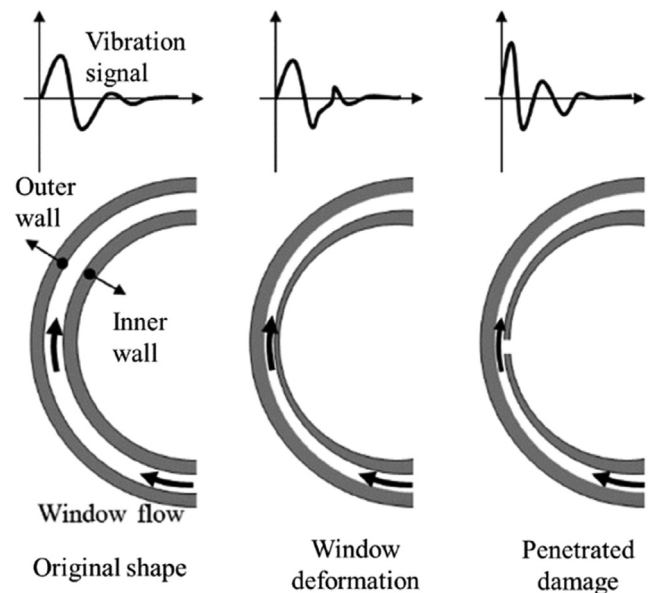 Vibration
signal
Outer
wall
Inner
wall
Window flow
Original shape
Window
deformation
Penetrated
damage